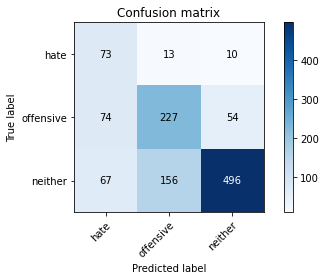 Confusion matrix
True label
hate 73 13 10
offensive 74 227 54
neither 67 156 496
hate offensive neither
Predicted label
400
300
200
100